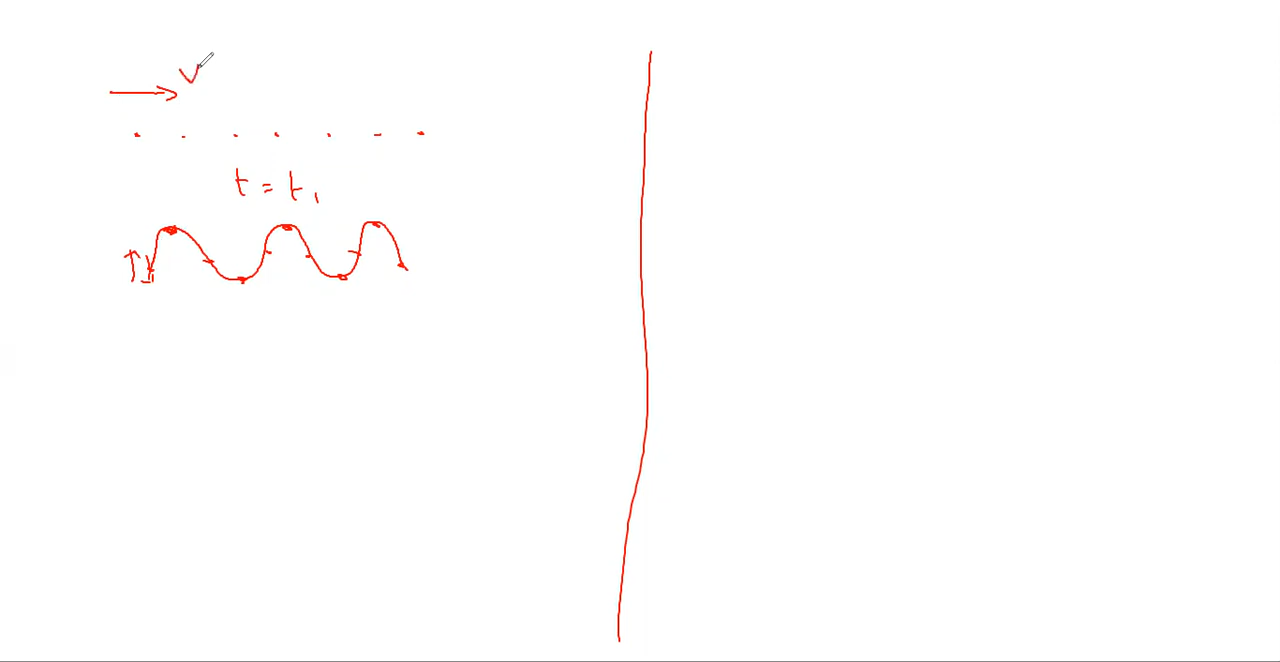 V
t = t₁